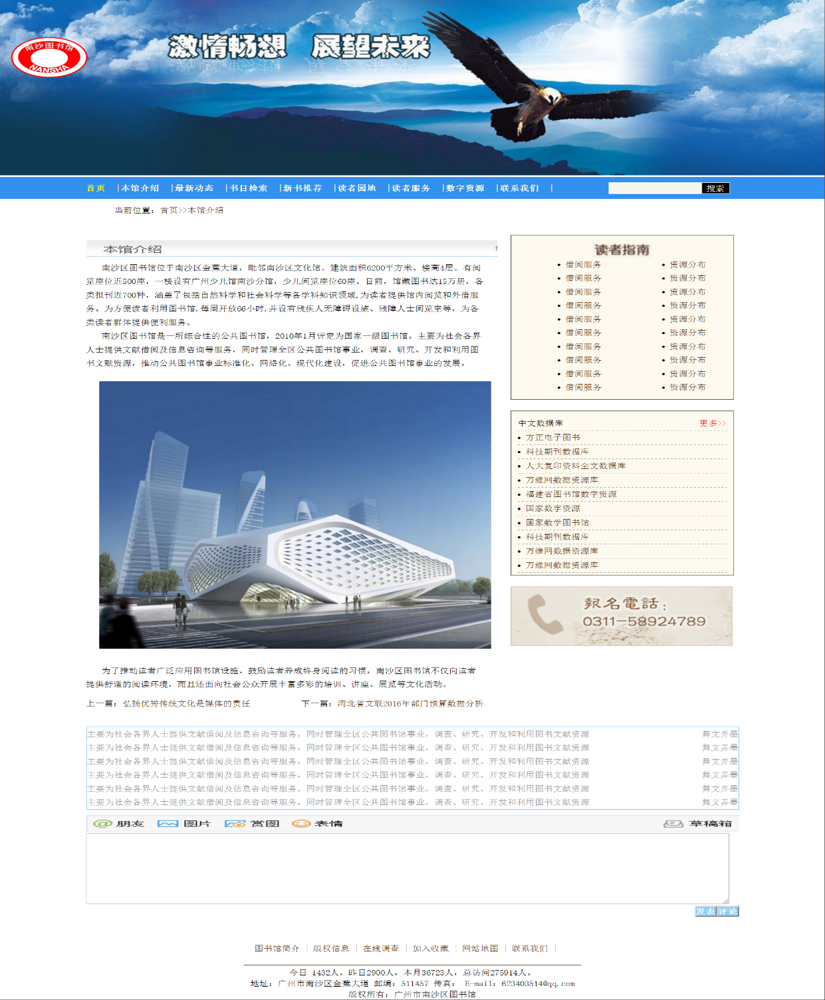 激情畅想 展望未来
南沙图书馆
NANSHA
首页 |本馆介绍 |最新动态 |书目检索 |新书推荐 |读者园地 |读者服务 |数字资源 |联系我们 | 搜索
当前位置：首页>>本馆介绍
本馆介绍
南沙区图书馆位于南沙区金蕉大道，毗邻南沙区文化馆。建筑面积6200平方米、楼高4层。有阅
览座位近500座，一楼设有广州少儿馆南沙分馆，少儿阅览座位60座。目前，馆藏图书达15万册，各
类报刊近700种，涵盖了包括自然科学和社会科学等各学科知识领域,为读者提供馆内阅览和外借服
务。为方便读者利用图书馆,每周开放66小时,并设有残疾人无障碍设施、残障人士阅览室等，为各
类读者群体提供便利服务。
南沙区图书馆是一所综合性的公共图书馆，2010年1月评定为国家一级图书馆。主要为社会各界
人士提供文献借阅及信息咨询等服务，同时管理全区公共图书馆事业，调查、研究、开发和利用图
书文献资源，推动公共图书馆事业标准化、网络化、现代化建设，促进公共图书馆事业的发展。
为了推动读者广泛应用图书馆设施、鼓励读者养成终身阅读的习惯，南沙区图书馆不仅向读者
提供舒适的阅读环境，而且还面向社会公众开展丰富多彩的培训、讲座、展览等文化活动。
上一篇：弘扬优秀传统文化是媒体的责任 下一篇：河北省文联2016年部门预算数据分析
读者指南
• 借阅服务 • 资源分布
• 借阅服务 • 资源分布
• 借阅服务 • 资源分布
• 借阅服务 • 资源分布
• 借阅服务 • 资源分布
• 借阅服务 • 资源分布
• 借阅服务 • 资源分布
• 借阅服务 • 资源分布
• 借阅服务 • 资源分布
• 借阅服务 • 资源分布
中文数据库 更多>>
• 方正电子图书
• 科技期刊数据库
• 人大复印资料全文数据库
• 万维网数据资源库
• 福建省图书馆数字资源
• 国家数字资源
• 国家数学图书馆
• 科技期刊数据库
• 万维网数据资源库
• 万维网数据资源库
報名電話：
0311-58924789
主要为社会各界人士提供文献借阅及信息咨询等服务，同时管理全区公共图书馆事业，调查、研究、开发和利用图书文献资源 舞文弄墨
主要为社会各界人士提供文献借阅及信息咨询等服务，同时管理全区公共图书馆事业，调查、研究、开发和利用图书文献资源 舞文弄墨
主要为社会各界人士提供文献借阅及信息咨询等服务，同时管理全区公共图书馆事业，调查、研究、开发和利用图书文献资源 舞文弄墨
主要为社会各界人士提供文献借阅及信息咨询等服务，同时管理全区公共图书馆事业，调查、研究、开发和利用图书文献资源 舞文弄墨
主要为社会各界人士提供文献借阅及信息咨询等服务，同时管理全区公共图书馆事业，调查、研究、开发和利用图书文献资源 舞文弄墨
主要为社会各界人士提供文献借阅及信息咨询等服务，同时管理全区公共图书馆事业，调查、研究、开发和利用图书文献资源 舞文弄墨
朋友 图片 赏图 表情 草稿箱
发表 评论
图书馆简介 | 版权信息 | 在线调查 | 加入收藏 | 网站地图 | 联系我们 |
今日 1432人，昨日2900人，本月36723人，总访问275914人。
地址：广州市南沙区金蕉大道 邮编：511457 传真： E-mail：623403514@qq.com
版权所有：广州市南沙区图书馆